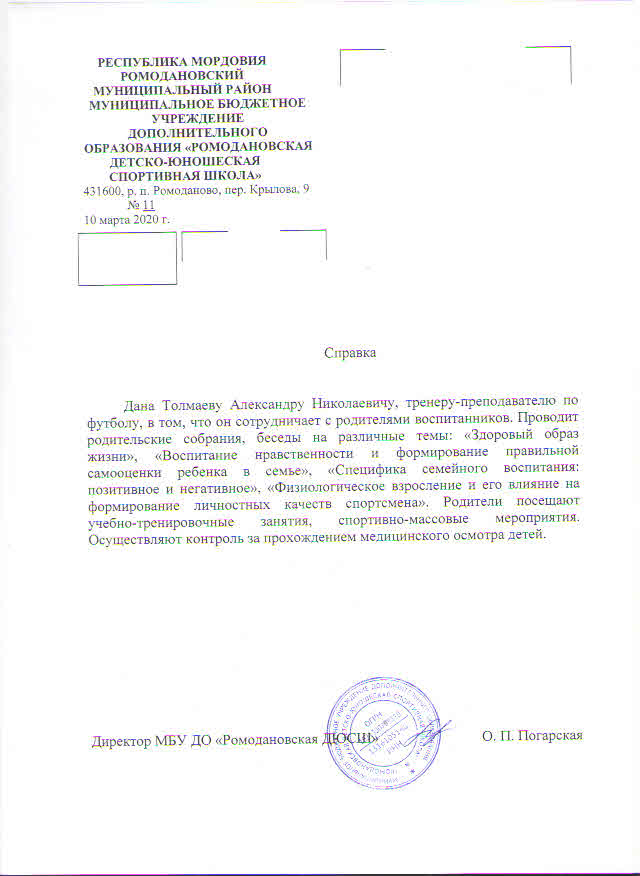 РЕСПУБЛИКА МОРДОВИЯ
РОМОДАНОВСКИЙ
МУНИЦИПАЛЬНЫЙ РАЙОН
МУНИЦИПАЛЬНОЕ БЮДЖЕТНОЕ
УЧРЕЖДЕНИЕ
ДОПОЛНИТЕЛЬНОГО
ОБРАЗОВАНИЯ «РОМОДАНОВСКАЯ
ДЕТСКО-ЮНОШЕСКАЯ
СПОРТИВНАЯ ШКОЛА»
431600, р. п. Ромоданово, пер. Крылова, 9
№ 11
10 марта 2020 г.
Справка
Дана Толмаеву Александру Николаевичу, тренеру-преподавателю по
футболу, в том, что он сотрудничает с родителями воспитанников. Проводит
родительские собрания, беседы на различные темы: «Здоровый образ
жизни», «Воспитание нравственности и формирование правильной
самооценки ребенка в семье», «Специфика семейного воспитания:
позитивное и негативное», «Физиологическое взросление и его влияние на
формирование личностных качеств спортсмена». Родители посещают
учебно-тренировочные занятия, спортивно-массовые мероприятия.
Осуществляют контроль за прохождением медицинского осмотра детей.
Директор МБУ ДО «Ромодановская ДЮСШ» О. П. Погарская
ОГРН
ИНН